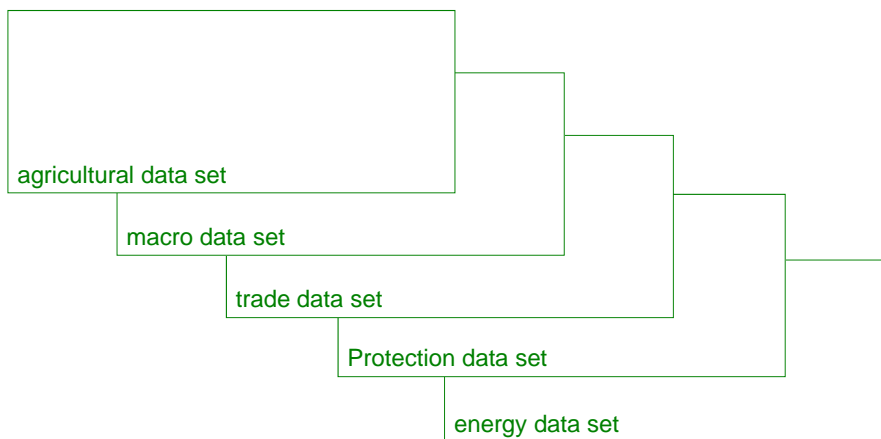 agricultural data set
macro data set
trade data set
Protection data set
energy data set